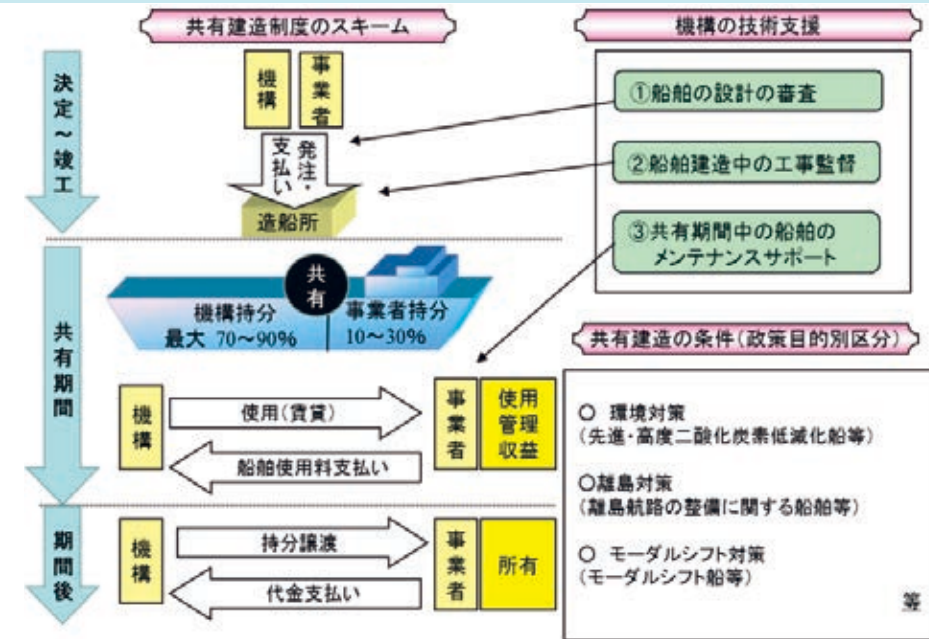 共有建造制度のスキーム
決定～竣工
機構
事業者
発注・
支払い
造船所
共有期間
共有
機構持分
最大 70～90%
事業者持分
10～30%
機構
使用(賃貸)
船舶使用料支払い
事業者
使用
管理
収益
期間後
機構
持分譲渡
代金支払い
事業者
所有
機構の技術支援
①船舶の設計の審査
②船舶建造中の工事監督
③共有期間中の船舶の
メンテナンスサポート
共有建造の条件(政策目的別区分)
○ 環境対策
(先進・高度二酸化炭素低減化船等)
○離島対策
(離島航路の整備に関する船舶等)
○ モーダルシフト対策
(モーダルシフト船等)
等